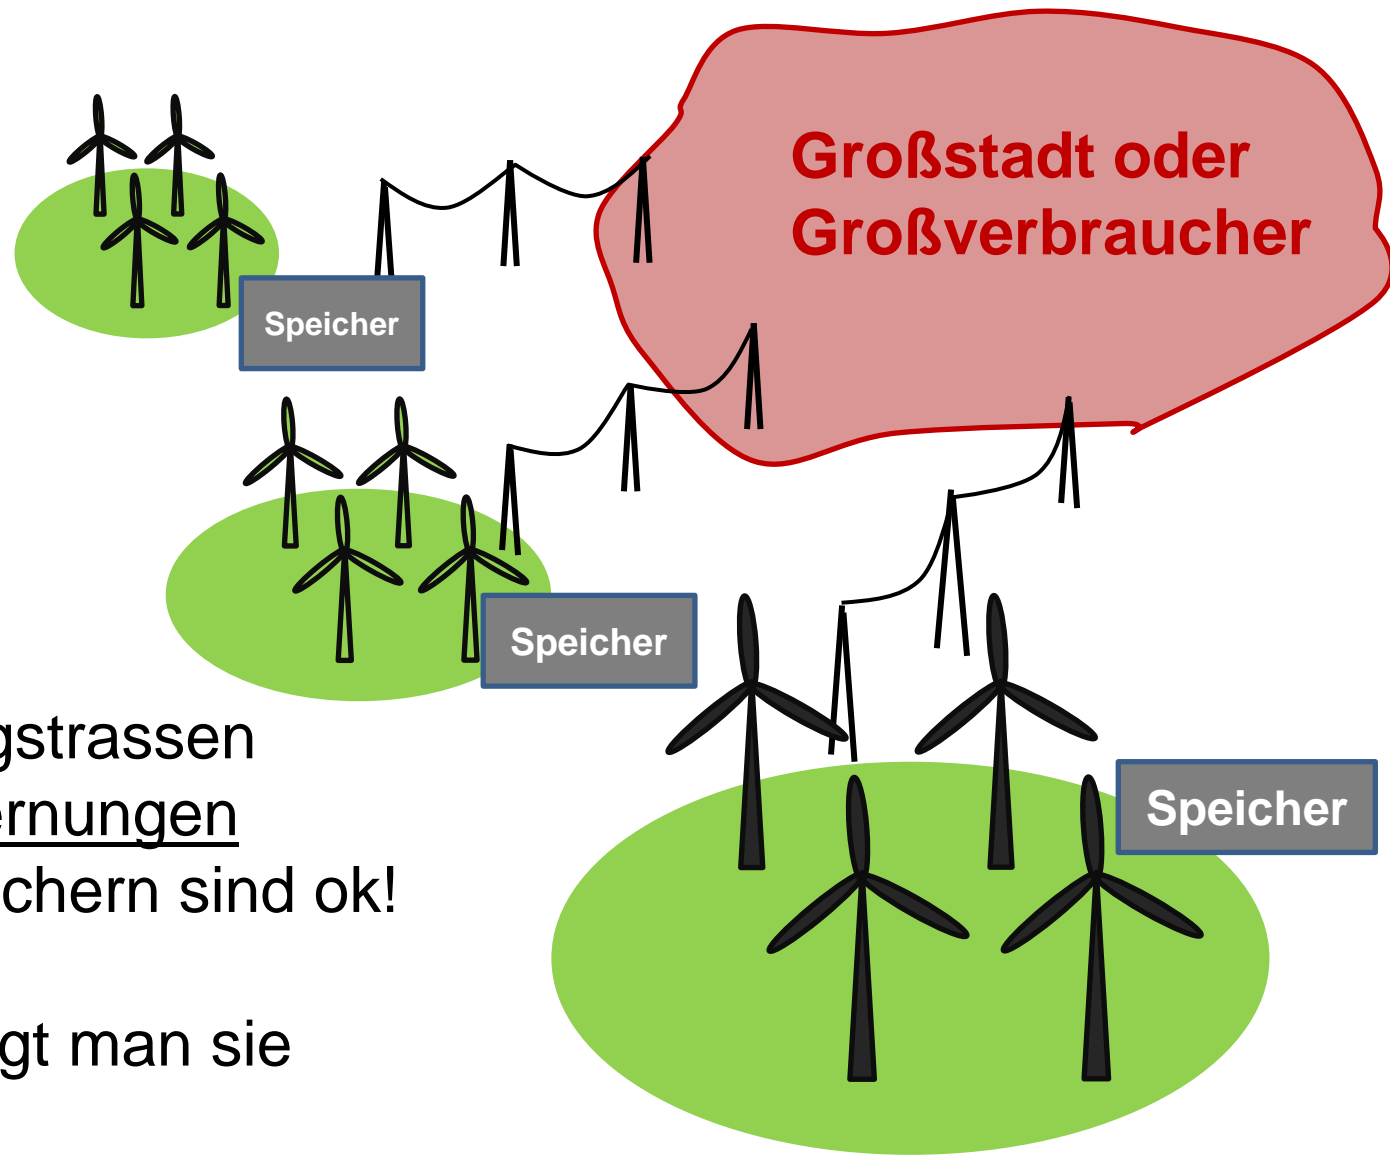 Großstadt oder
Großverbraucher
Speicher
Speicher
Speicher
gstrassen
ernungen
chern sind ok!
gt man sie